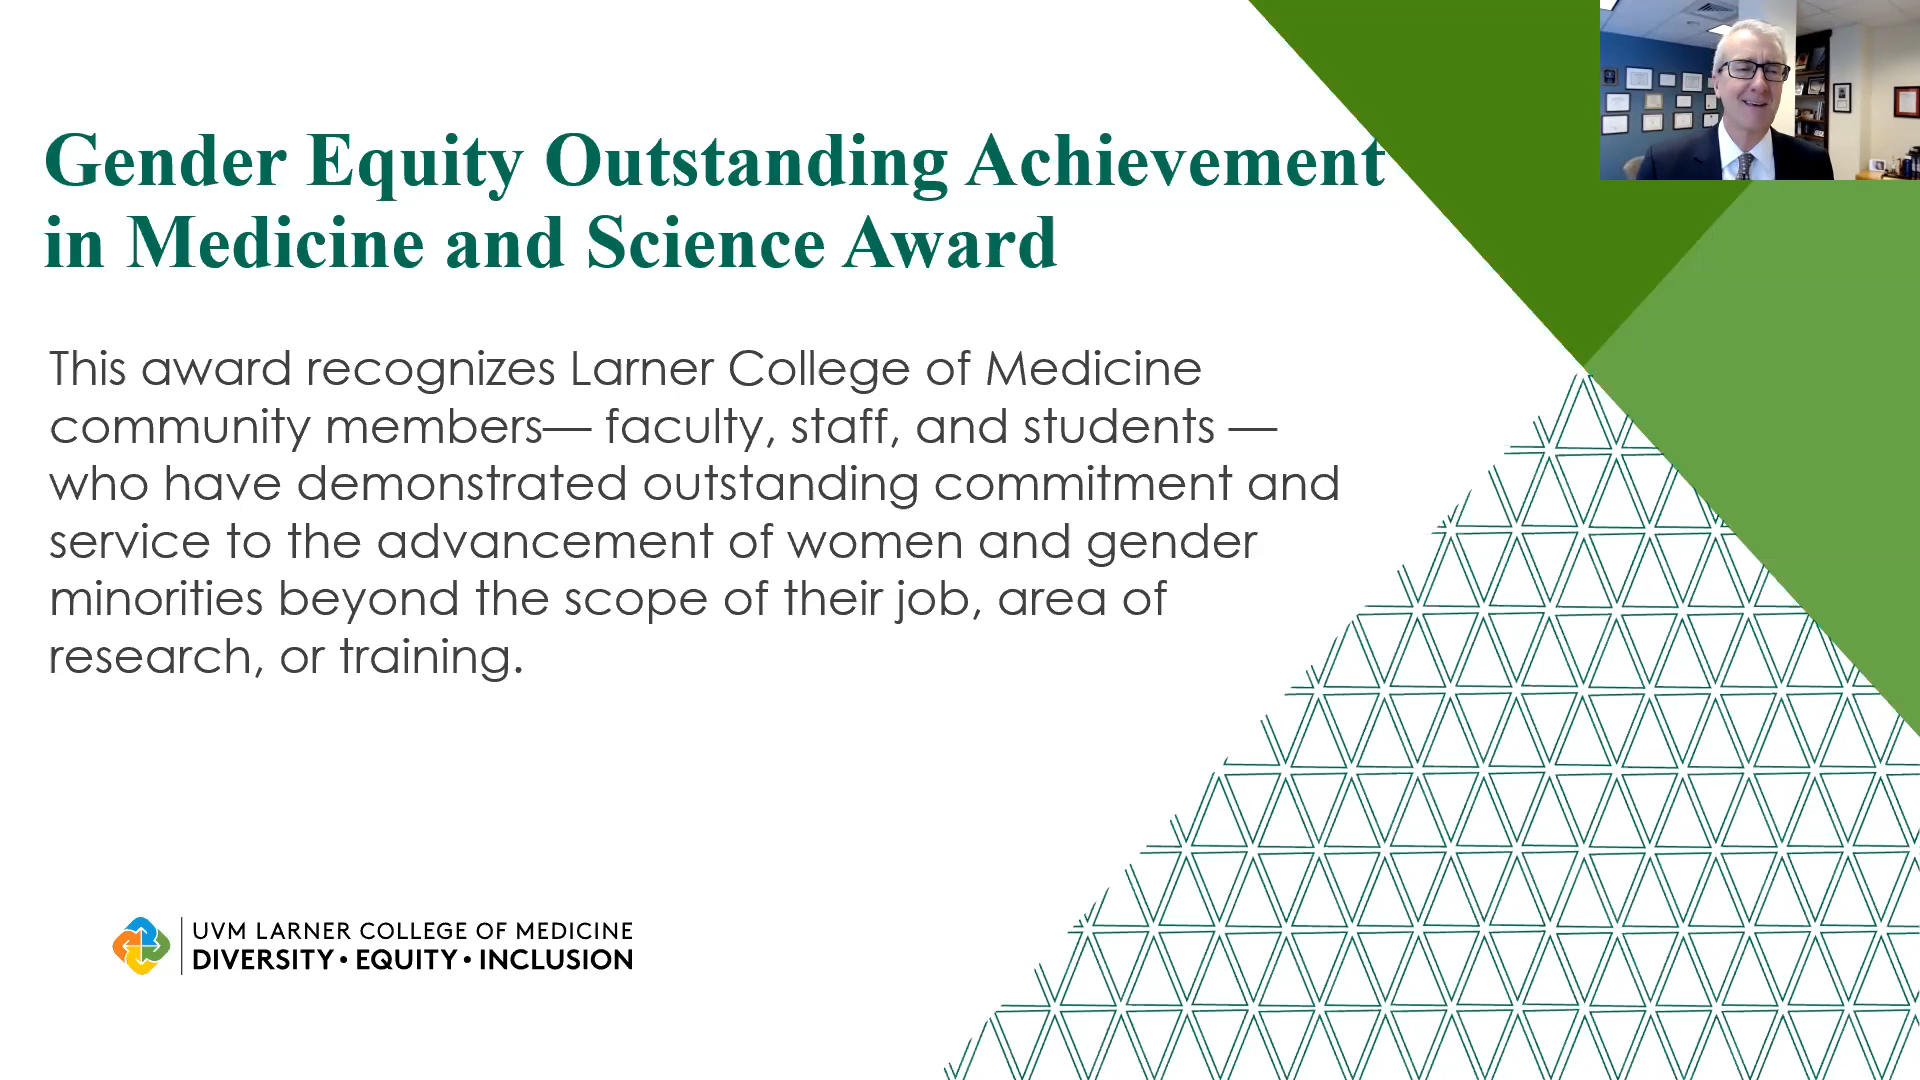 Gender Equity Outstanding Achievement
in Medicine and Science Award
This award recognizes Larner College of Medicine
community members— faculty, staff, and students —
who have demonstrated outstanding commitment and
service to the advancement of women and gender
minorities beyond the scope of their job, area of
research, or training.
UVM LARNER COLLEGE OF MEDICINE
DIVERSITY • EQUITY • INCLUSION